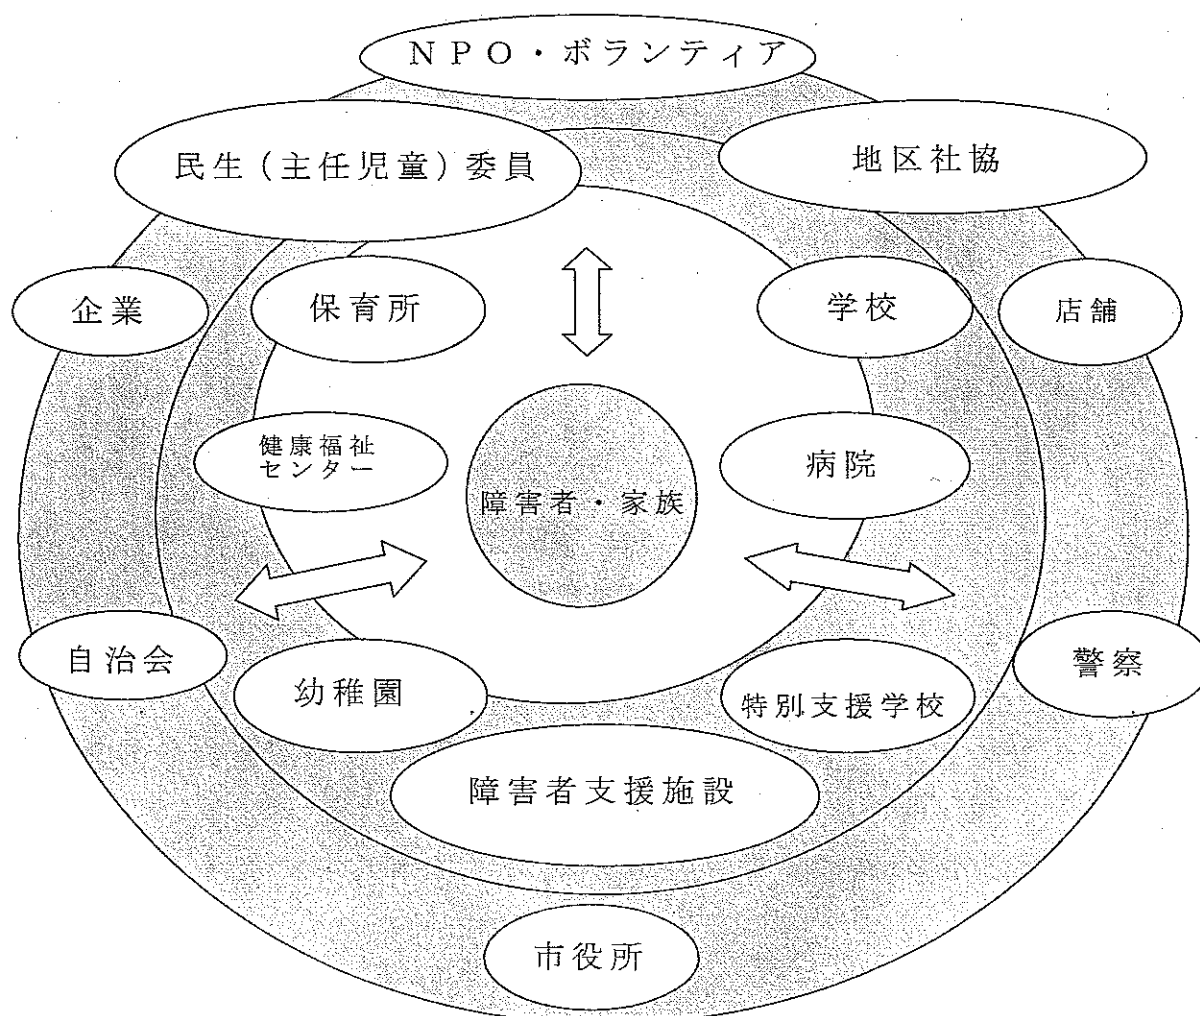 NPO・ボランティア
民生(主任児童)委員
地区社協
企業
保育所
学校
店舗
健康福祉
センター
病院
障害者・家族
自治会
幼稚園
特別支援学校
警察
障害者支援施設
市役所